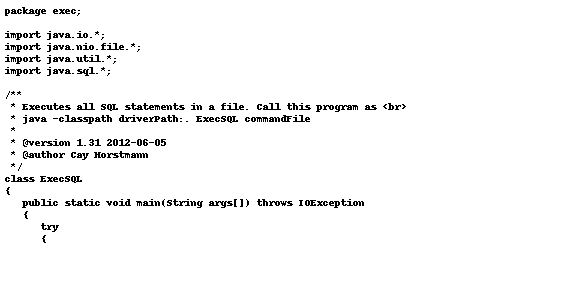 package exec;

import java.io.*;
import java.nio.file.*;
import java.util.*;
import java.sql.*;

/**
 * Executes all SQL statements in a file. Call this program as <br>
 * java -classpath driverPath:. ExecSQL commandFile
 *
 * @version 1.31 2012-06-05
 * @author Cay Horstmann
 */
class ExecSQL
{
   public static void main(String args[]) throws IOException
   {
      try
      {